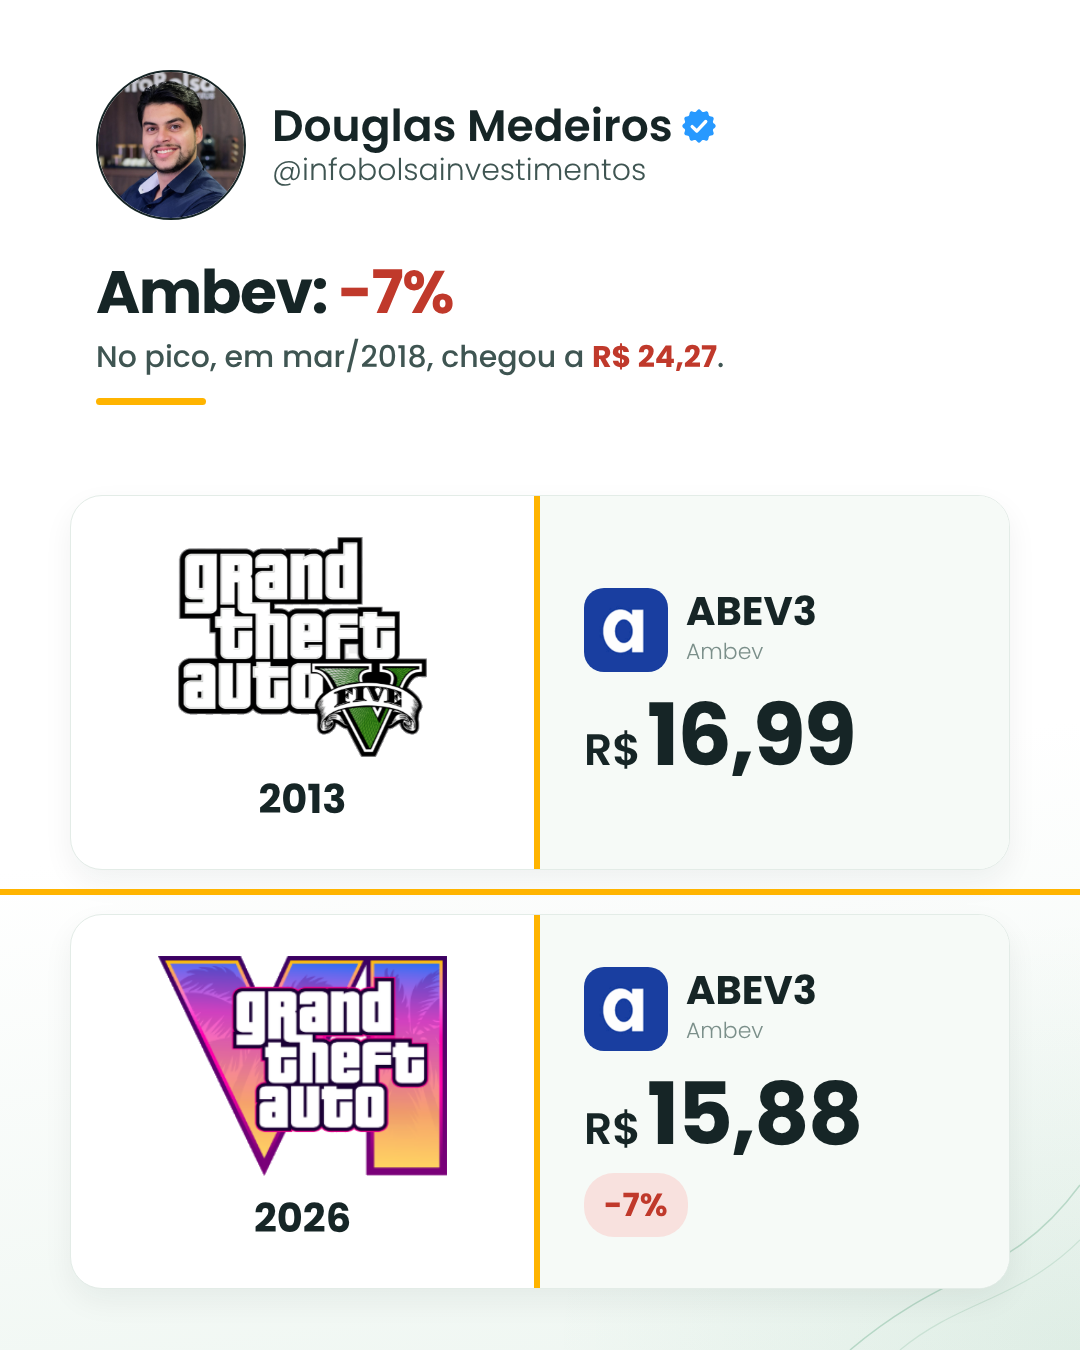 Douglas Medeiros
@infobolsainvestimentos
Ambev: -7%
No pico, em mar/2018, chegou a R$ 24,27.
grand
theft
auto
FIVE
2013
a
ABEV3
Ambev
R$ 16,99
VI
grand
theft
auto
2026
a
ABEV3
Ambev
R$ 15,88
-7%